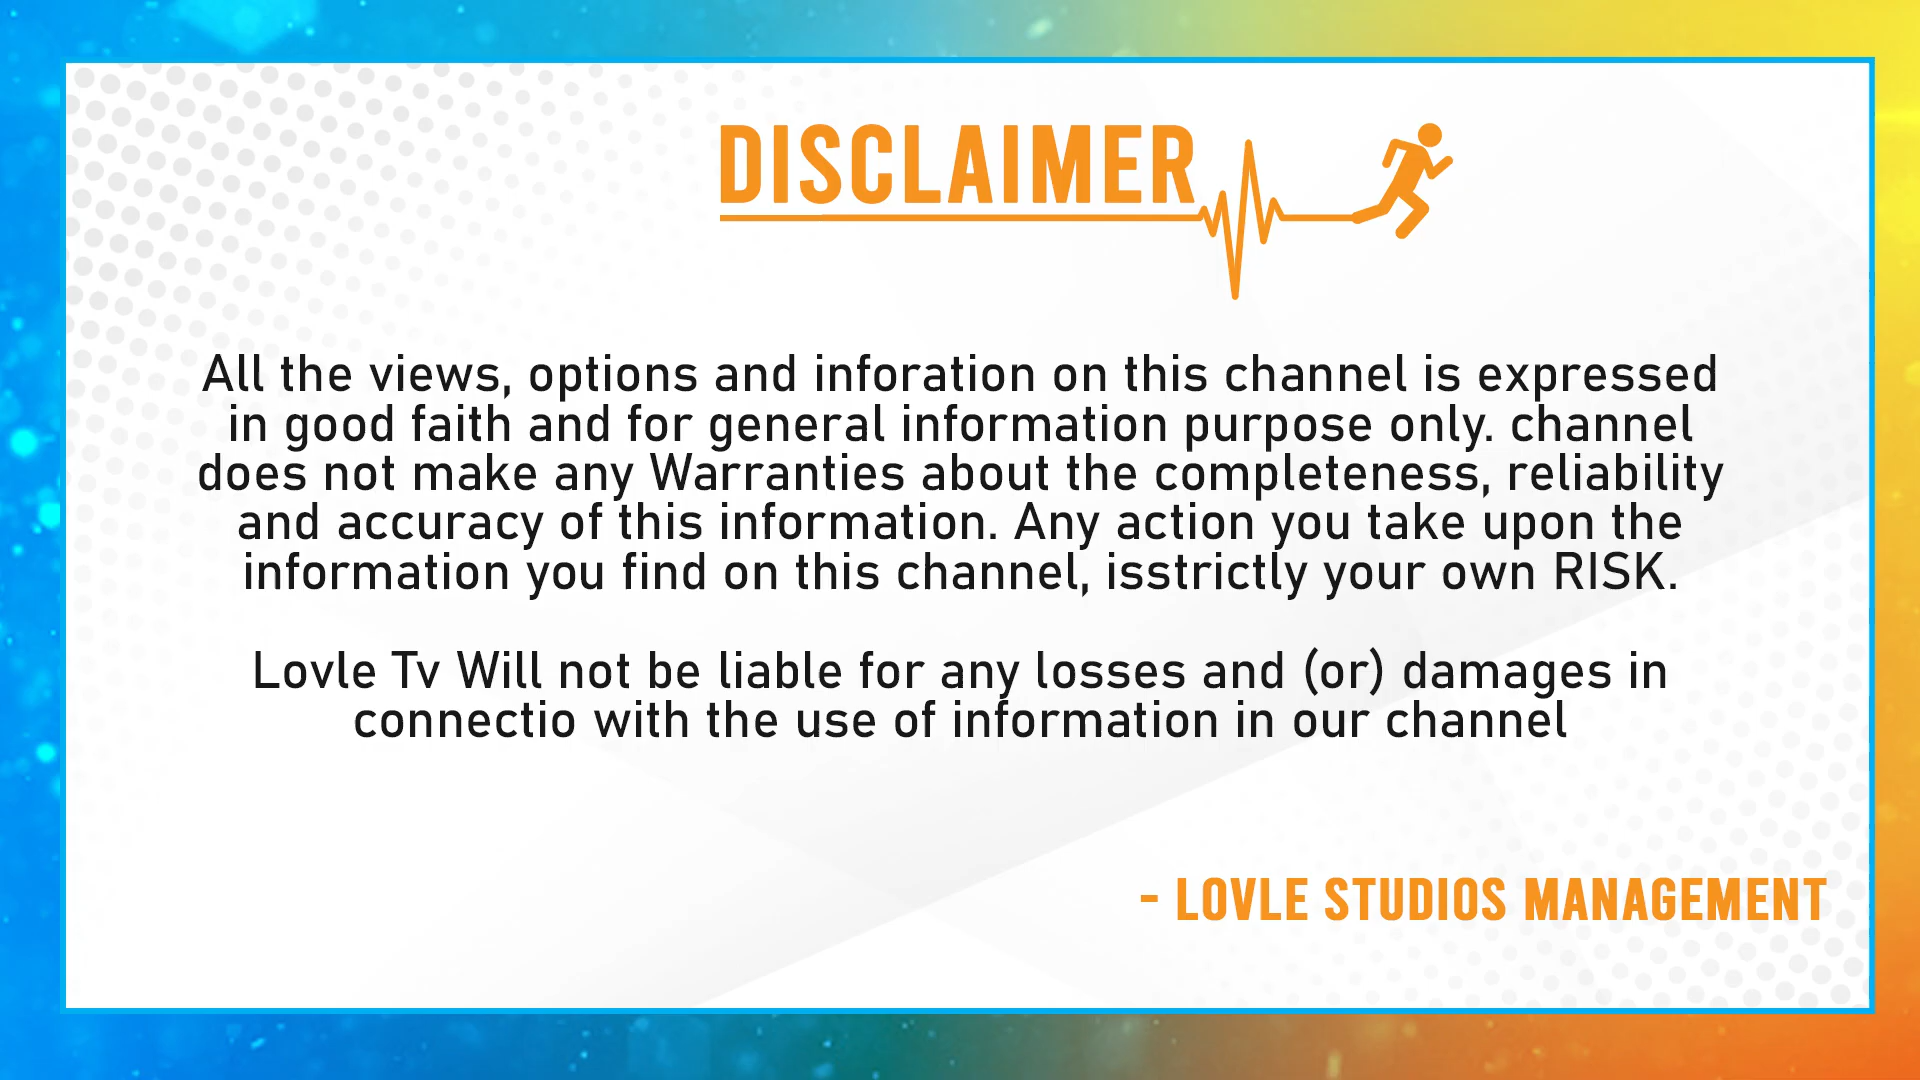 DISCLAIMER
All the views, options and inforation on this channel is expressed
in good faith and for general information purpose only. channel
does not make any Warranties about the completeness, reliability
and accuracy of this information. Any action you take upon the
information you find on this channel, isstrictly your own RISK.
Lovle Tv Will not be liable for any losses and (or) damages in
connectio with the use of information in our channel
- LOVLE STUDIOS MANAGEMENT